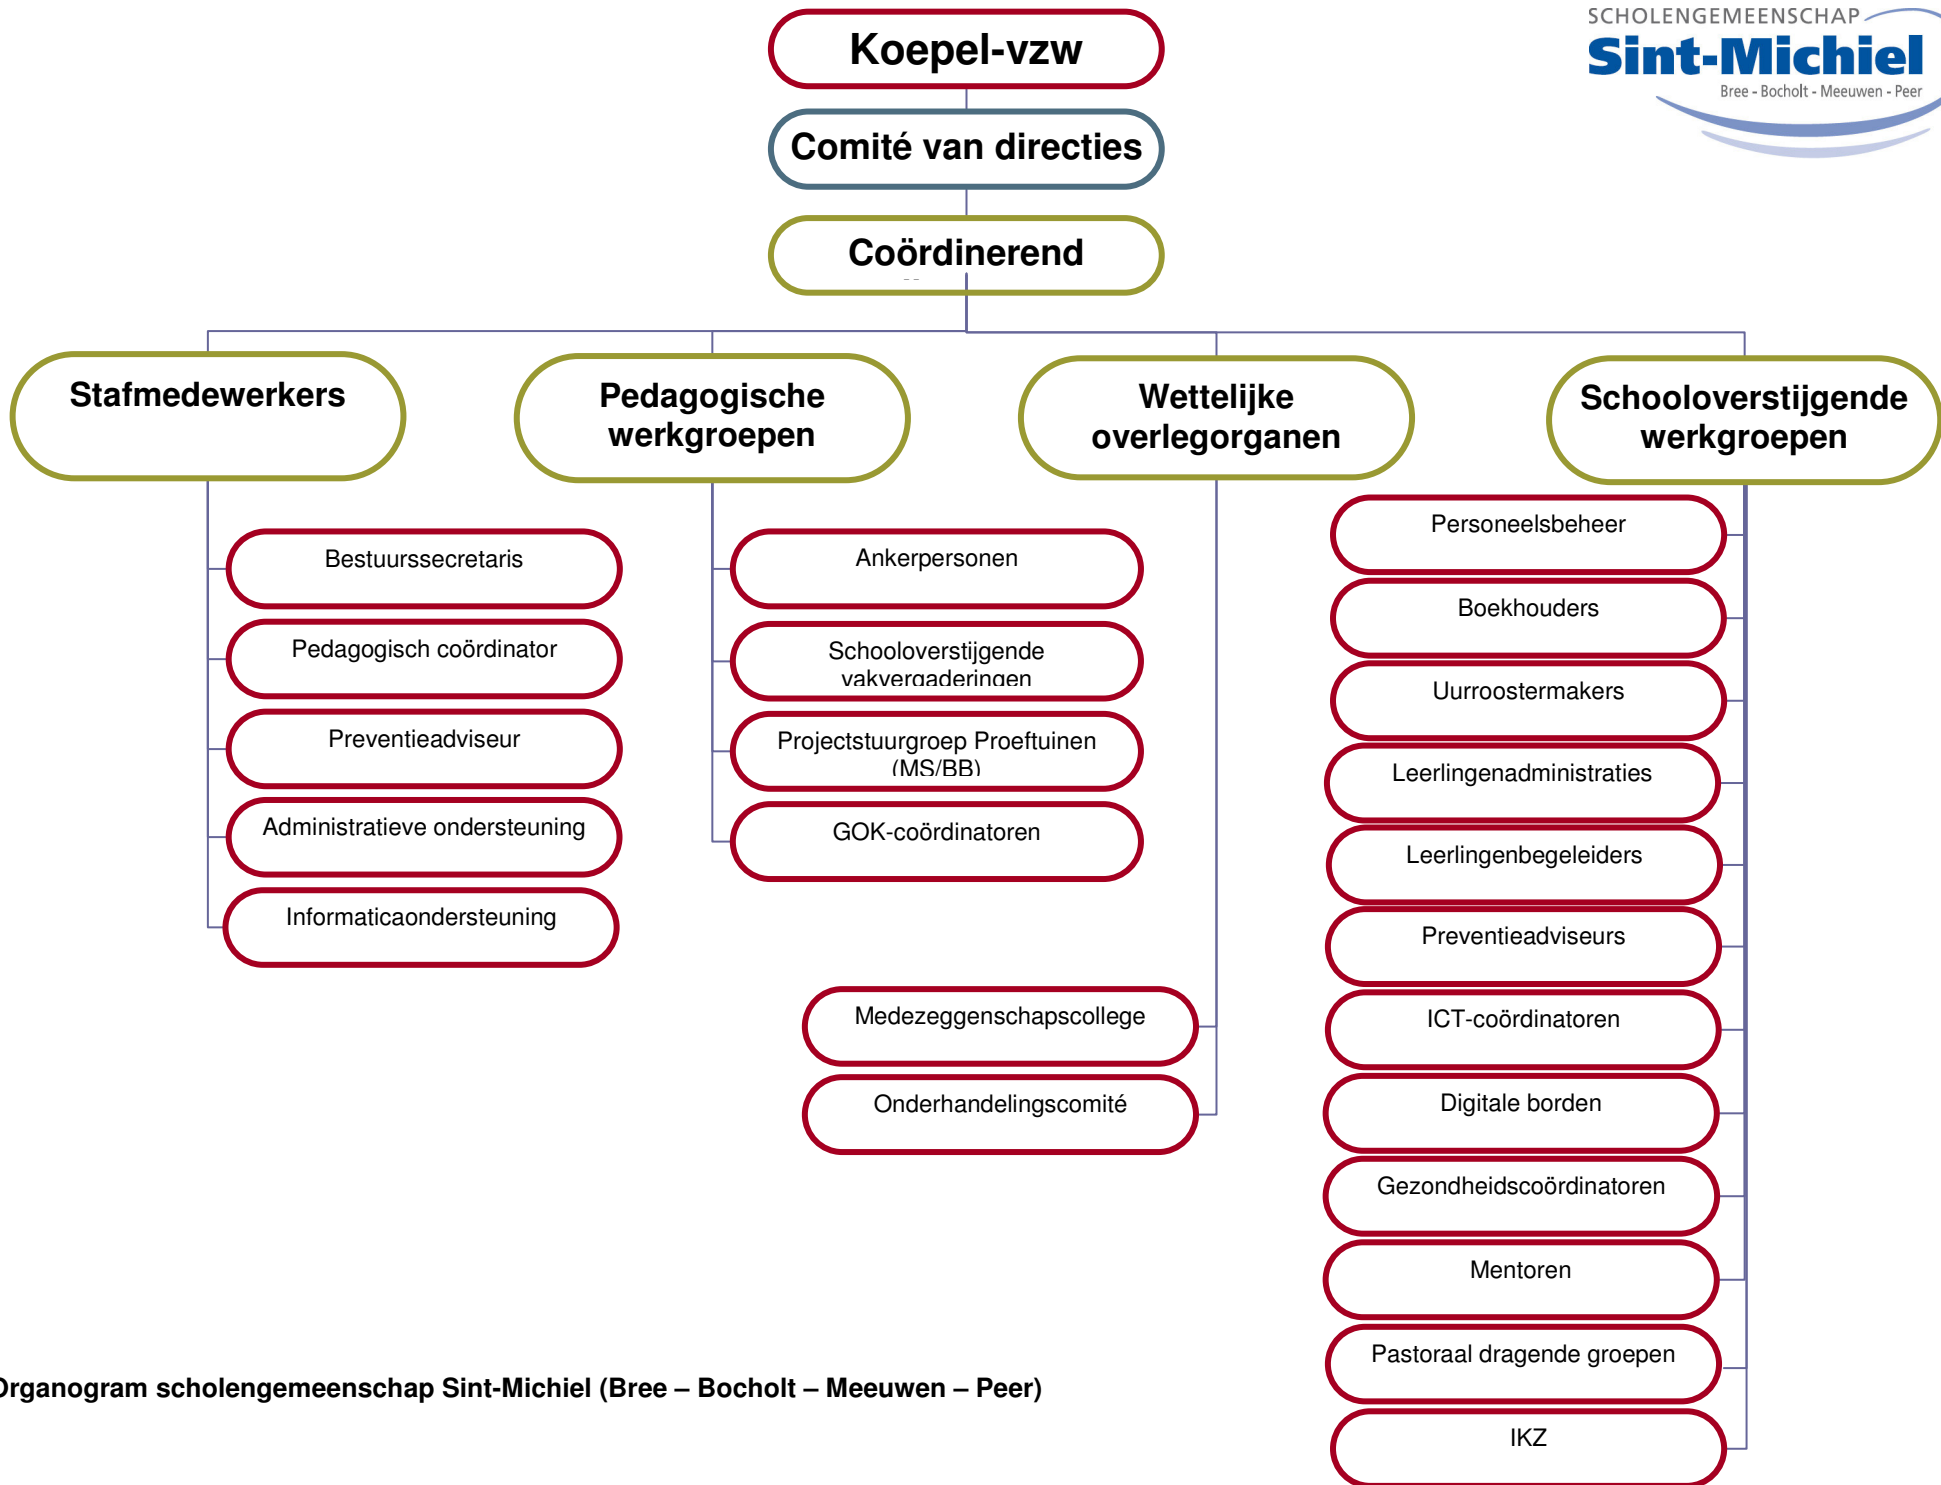 SCHOLENGEMEENSCHAP
Sint-Michiel
Bree - Bocholt - Meeuwen - Peer
Koepel-vzw
Comité van directies
Coördinerend
Stafmedewerkers
Bestuurssecretaris
Pedagogisch coördinator
Preventieadviseur
Administratieve ondersteuning
Informaticaondersteuning
Pedagogische
werkgroepen
Ankerpersonen
Schooloverstijgende
vakvergaderingen
Projectstuurgroep Proeftuinen
(MS/BB)
GOK-coördinatoren
Wettelijke
overlegorganen
Medezeggenschapscollege
Onderhandelingscomité
Schooloverstijgende
werkgroepen
Personeelsbeheer
Boekhouders
Uurroostermakers
Leerlingenadministraties
Leerlingenbegeleiders
Preventieadviseurs
ICT-coördinatoren
Digitale borden
Gezondheidscoördinatoren
Mentoren
Pastoraal dragende groepen
IKZ
Organogram scholengemeenschap Sint-Michiel (Bree – Bocholt – Meeuwen – Peer)